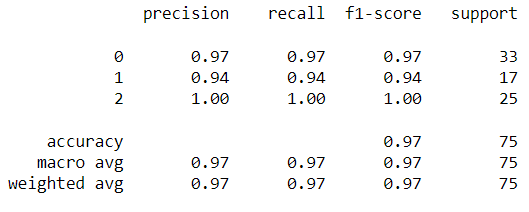 precision recall f1-score support
0 0.97 0.97 0.97 33
1 0.94 0.94 0.94 17
2 1.00 1.00 1.00 25
accuracy 0.97 75
macro avg 0.97 0.97 0.97 75
weighted avg 0.97 0.97 0.97 75